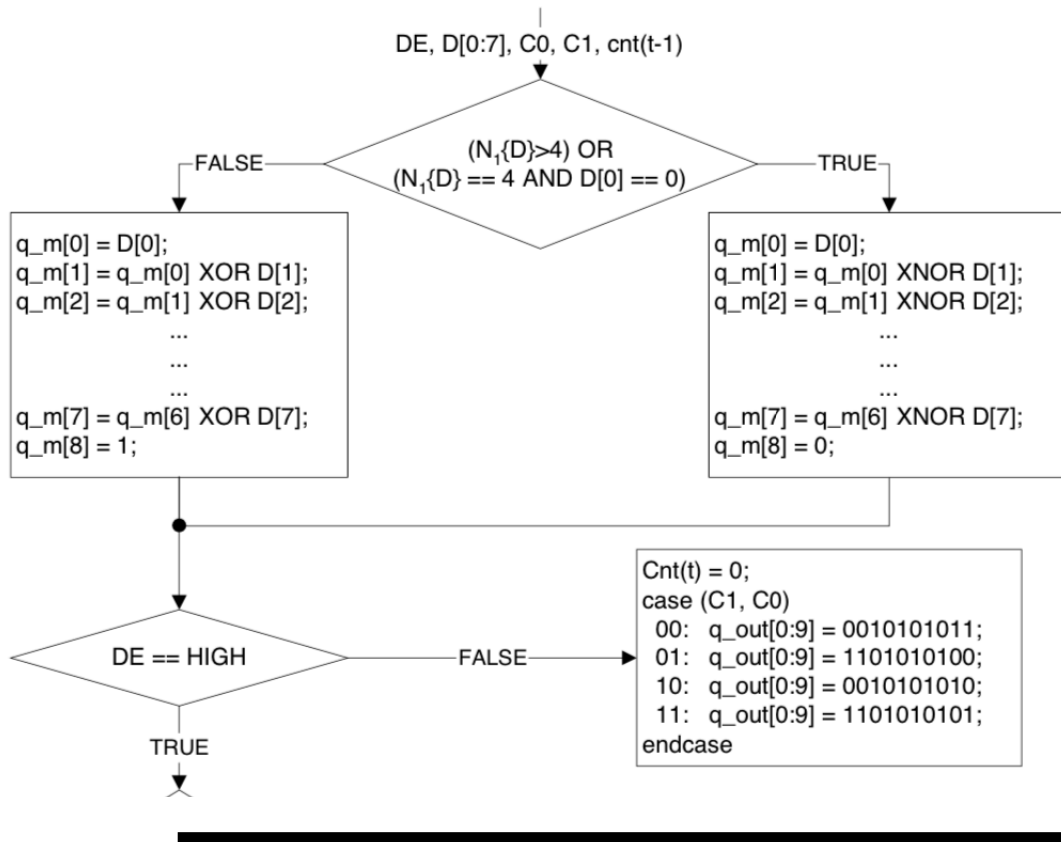 DE, D[0:7], C0, C1, cnt(t-1)
(N₁{D}>4) OR
(N₁{D} == 4 AND D[0] == 0)
FALSE
TRUE
q_m[0] = D[0];
q_m[1] = q_m[0] XOR D[1];
q_m[2] = q_m[1] XOR D[2];
...
...
...
q_m[7] = q_m[6] XOR D[7];
q_m[8] = 1;
q_m[0] = D[0];
q_m[1] = q_m[0] XNOR D[1];
q_m[2] = q_m[1] XNOR D[2];
...
...
...
q_m[7] = q_m[6] XNOR D[7];
q_m[8] = 0;
DE == HIGH
FALSE
TRUE
Cnt(t) = 0;
case (C1, C0)
00: q_out[0:9] = 0010101011;
01: q_out[0:9] = 1101010100;
10: q_out[0:9] = 0010101010;
11: q_out[0:9] = 1101010101;
endcase